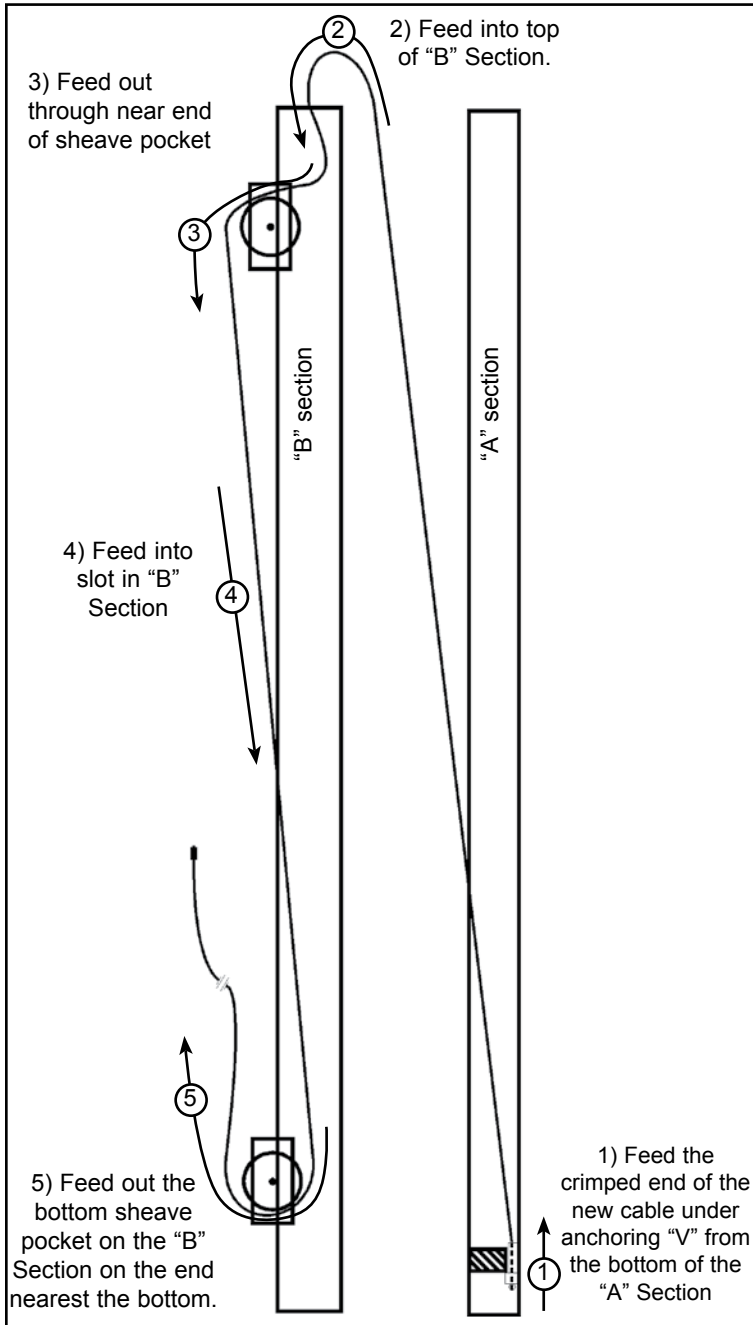 2
2) Feed into top
of “B” Section.
3) Feed out
through near end
of sheave pocket
3
“B” section
“A” section
4) Feed into
slot in “B”
Section
4
5
5) Feed out the
bottom sheave
pocket on the “B”
Section on the end
nearest the bottom.
1) Feed the
crimped end of the
new cable under
anchoring “V” from
the bottom of the
“A” Section
1